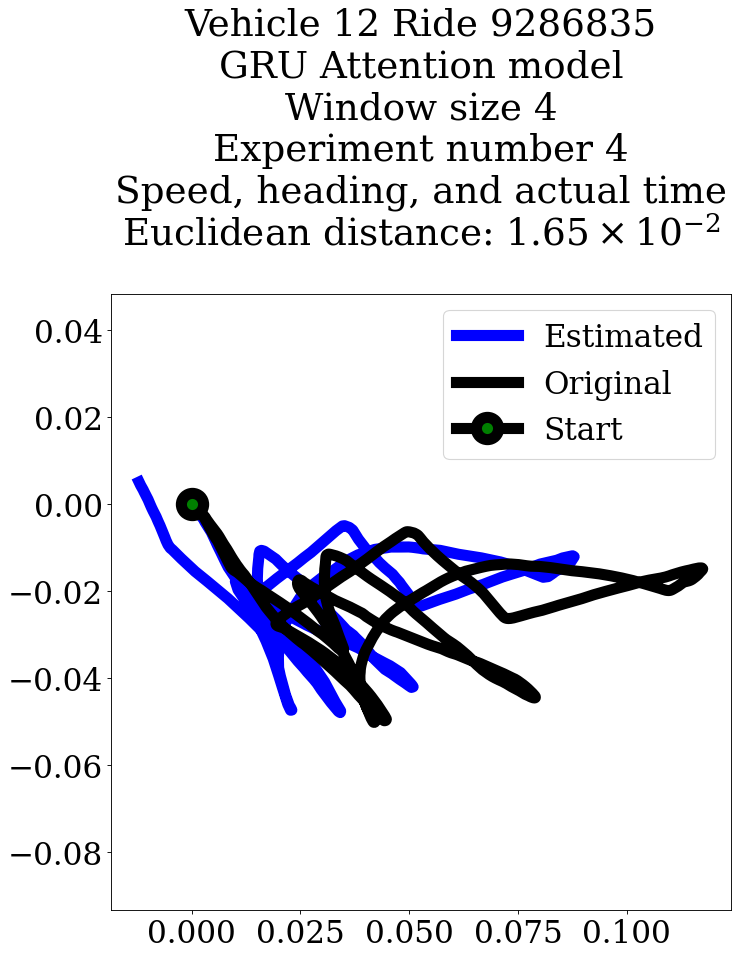 Vehicle 12 Ride 9286835
GRU Attention model
Window size 4
Experiment number 4
Speed, heading, and actual time
Euclidean distance: 1.65 × 10⁻²
Estimated
Original
Start
0.04
0.02
0.00
−0.02
−0.04
−0.06
−0.08
0.000 0.025 0.050 0.075 0.100